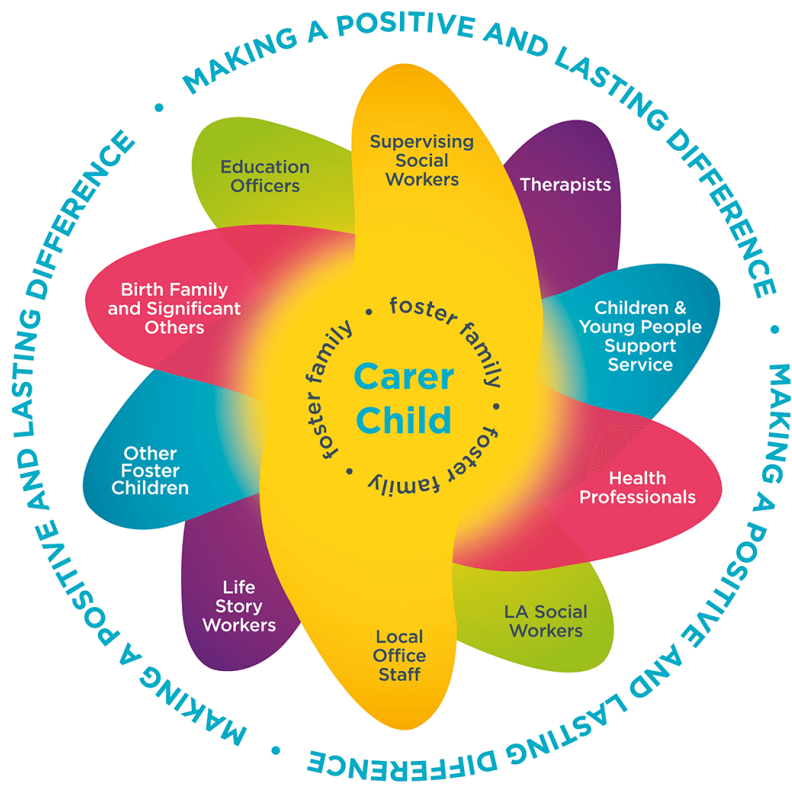 MAKING A POSITIVE AND LASTING DIFFERENCE •
MAKING A POSITIVE AND LASTING DIFFERENCE •
MAKING A POSITIVE AND LASTING DIFFERENCE •
Supervising
Social
Workers
Therapists
Children &
Young People
Support
Service
Health
Professionals
LA Social
Workers
Local
Office
Staff
Life
Story
Workers
Other
Foster
Children
Birth Family
and Significant
Others
Education
Officers
foster family •
foster family •
foster family •
Carer
Child